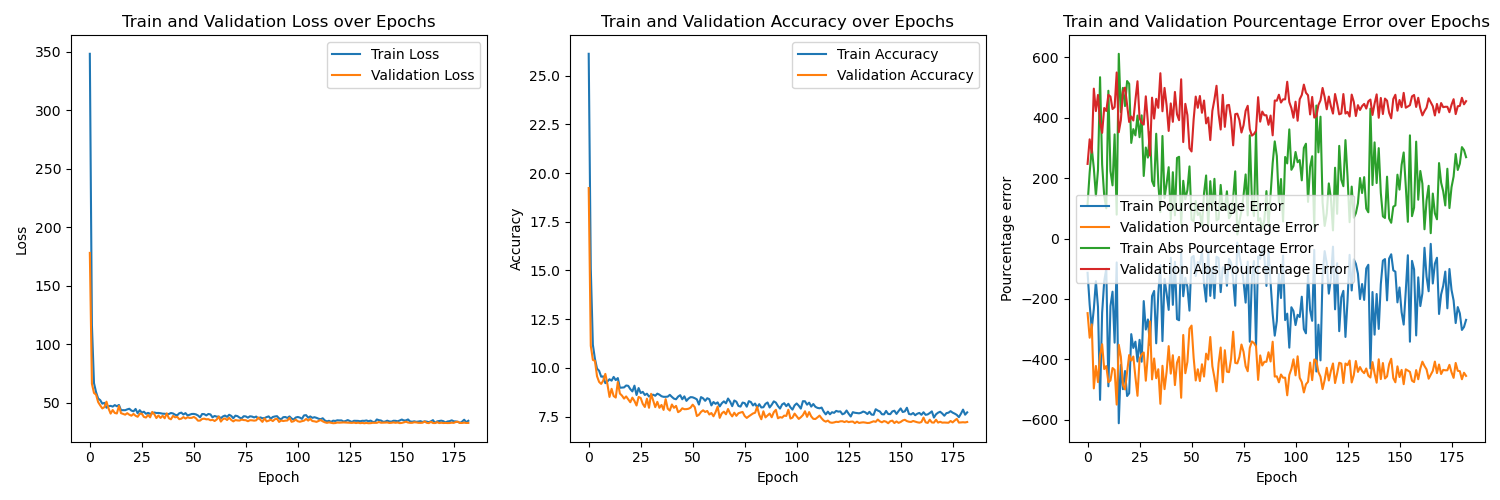 Train and Validation Loss over Epochs
Loss
350
300
250
200
150
100
50
0
25
50
75
100
125
150
175
Epoch
Train Loss
Validation Loss
Train and Validation Accuracy over Epochs
Accuracy
25.0
22.5
20.0
17.5
15.0
12.5
10.0
7.5
0
25
50
75
100
125
150
175
Epoch
Train Accuracy
Validation Accuracy
Train and Validation Pourcentage Error over Epochs
Pourcentage error
600
400
200
0
−200
−400
−600
0
25
50
75
100
125
150
175
Epoch
Train Pourcentage Error
Validation Pourcentage Error
Train Abs Pourcentage Error
Validation Abs Pourcentage Error